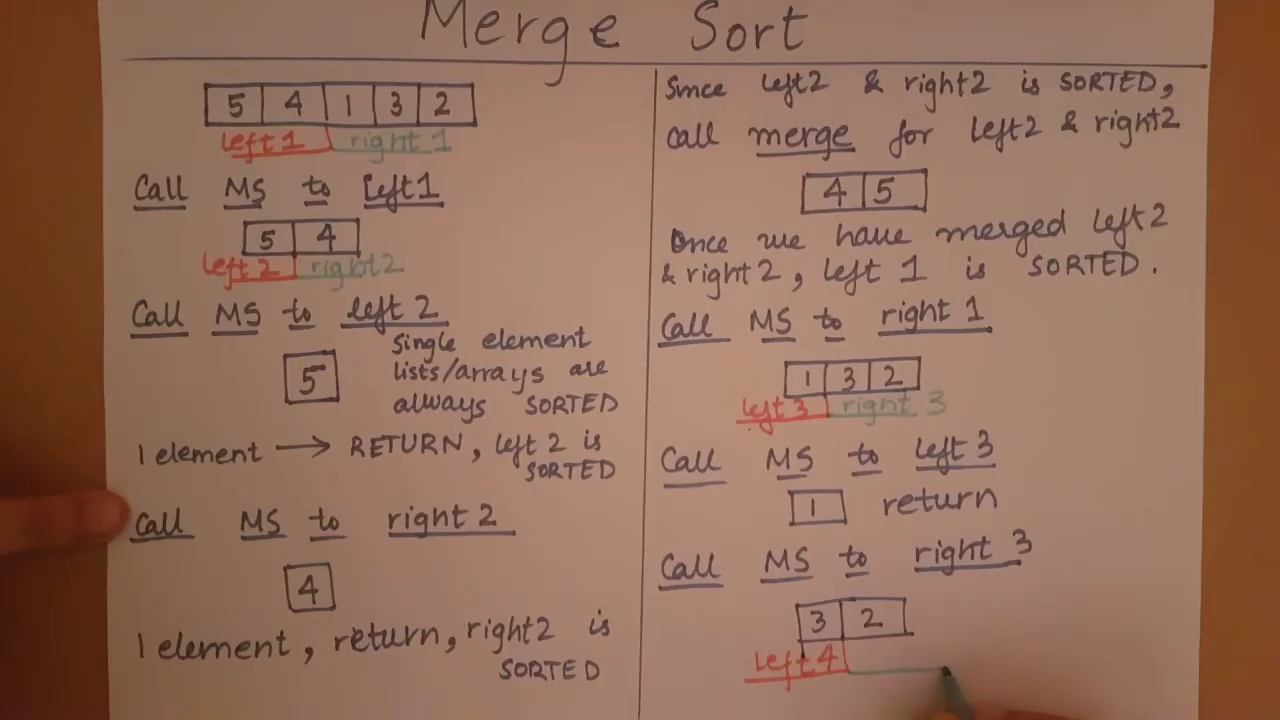 Merge Sort
5 4 1 3 2
left 1 right 1
Call MS to left1
5 4
left 2 right2
Call MS to left 2
5
Single element
lists/arrays are
always SORTED
1 element → RETURN, left 2 is
SORTED
Call MS to right 2
4
1 element, return, right2 is
SORTED
Since left2 & right2 is SORTED,
call merge for left2 & right2
4 5
Once we have merged left 2
& right 2, left 1 is SORTED.
Call MS to right 1
1 3 2
left 3 right 3
Call MS to left 3
1 return
Call MS to right 3
3 2
left 4